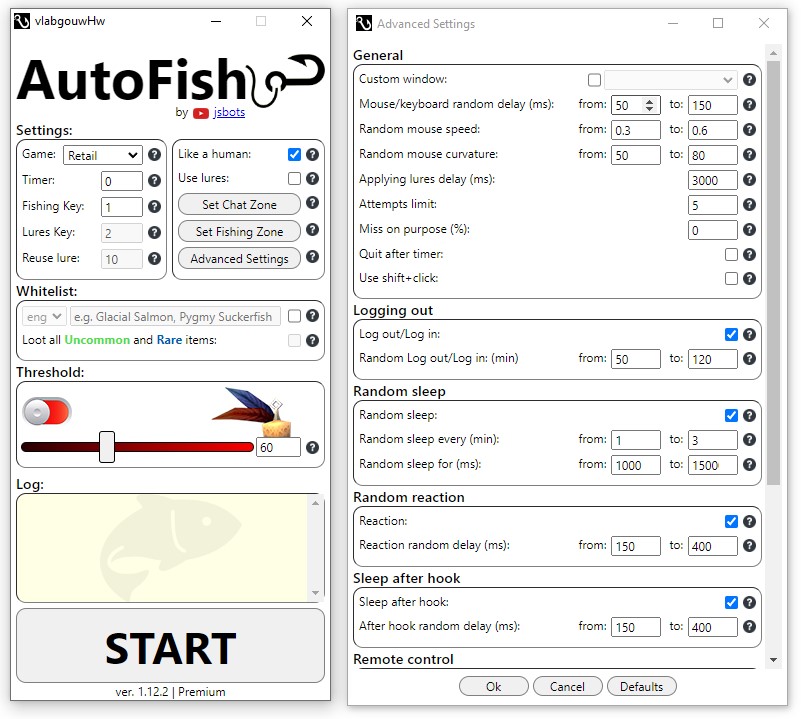 vlabgouwHw
AutoFish
by jsbots
Settings:
Game: Retail
Timer: 0
Fishing Key: 1
Lures Key: 2
Reuse lure: 10
Like a human:
Use lures:
Set Chat Zone
Set Fishing Zone
Advanced Settings
Whitelist:
eng e.g. Glacial Salmon, Pygmy Suckerfish
Loot all Uncommon and Rare items:
Threshold:
60
Log:
START
ver. 1.12.2 | Premium
Advanced Settings
General
Custom window:
Mouse/keyboard random delay (ms): from: 50 to: 150
Random mouse speed: from: 0.3 to: 0.6
Random mouse curvature: from: 50 to: 80
Applying lures delay (ms): 3000
Attempts limit: 5
Miss on purpose (%): 0
Quit after timer:
Use shift+click:
Logging out
Log out/Log in:
Random Log out/Log in: (min) from: 50 to: 120
Random sleep
Random sleep:
Random sleep every (min): from: 1 to: 3
Random sleep for (ms): from: 1000 to: 1500
Random reaction
Reaction:
Reaction random delay (ms): from: 150 to: 400
Sleep after hook
Sleep after hook:
After hook random delay (ms): from: 150 to: 400
Remote control
Ok Cancel Defaults